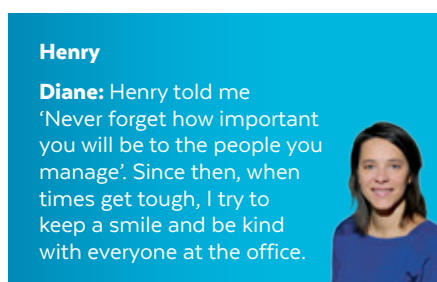 Henry
Diane: Henry told me
‘Never forget how important
you will be to the people you
manage’. Since then, when
times get tough, I try to
keep a smile and be kind
with everyone at the office.